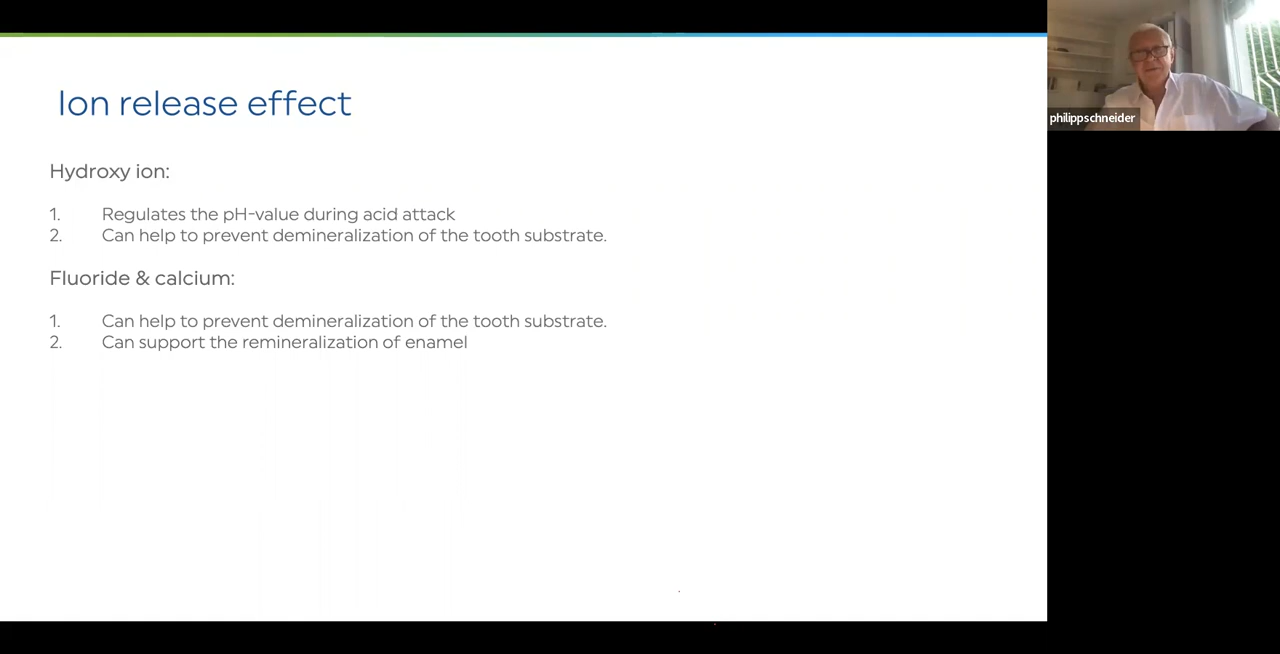 Ion release effect
Hydroxy ion:
1. Regulates the pH-value during acid attack
2. Can help to prevent demineralization of the tooth substrate.
Fluoride & calcium:
1. Can help to prevent demineralization of the tooth substrate.
2. Can support the remineralization of enamel
philippschneider